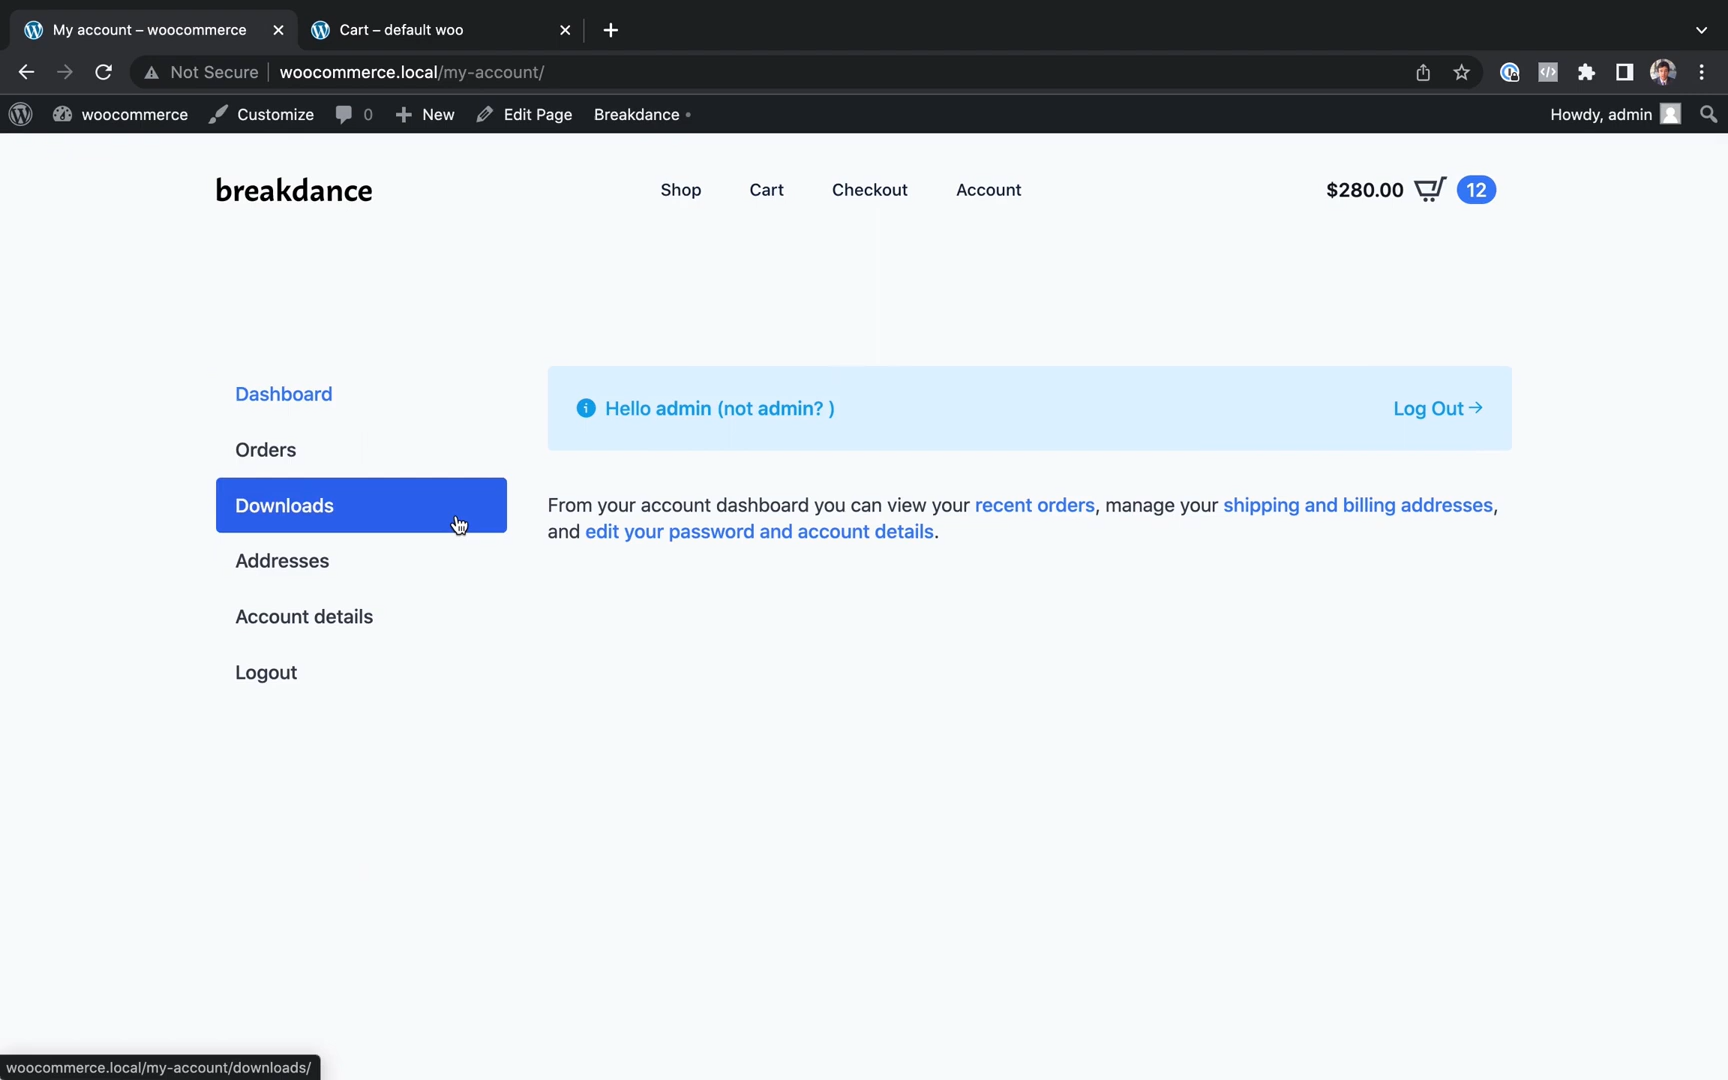 My account – woocommerce
Cart – default woo
Not Secure woocommerce.local/my-account/
woocommerce Customize 0 New Edit Page Breakdance Howdy, admin
breakdance Shop Cart Checkout Account $280.00 12
Dashboard
Orders
Downloads
Addresses
Account details
Logout
Hello admin (not admin? ) Log Out →
From your account dashboard you can view your recent orders, manage your shipping and billing addresses,
and edit your password and account details.
woocommerce.local/my-account/downloads/